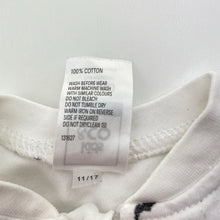 100% COTTON
WASH BEFORE WEAR
WARM MACHINE WASH
WITH SIMILAR COLOURS
DO NOT BLEACH
DO NOT TUMBLE DRY
WARM IRON ON REVERSE
SIDE IF REQUIRED
DO NOT DRYCLEAN
11/17